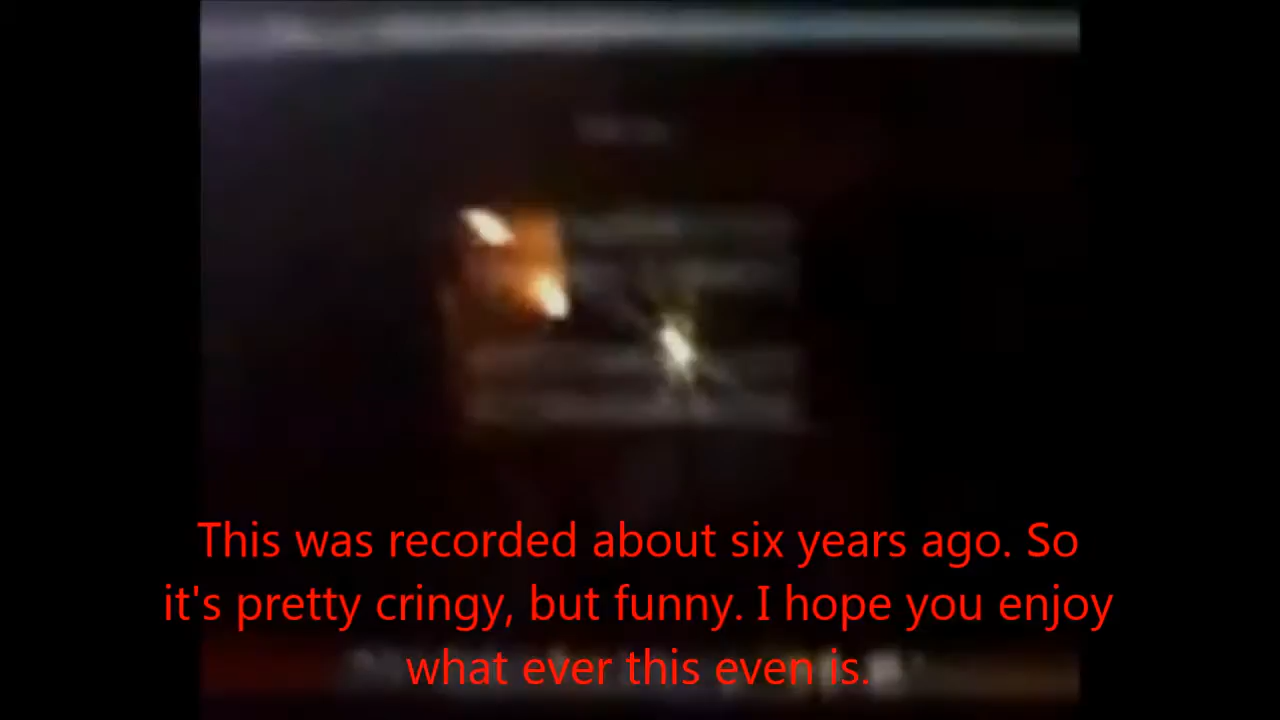 This was recorded about six years ago. So
it's pretty cringy, but funny. I hope you enjoy
what ever this even is.